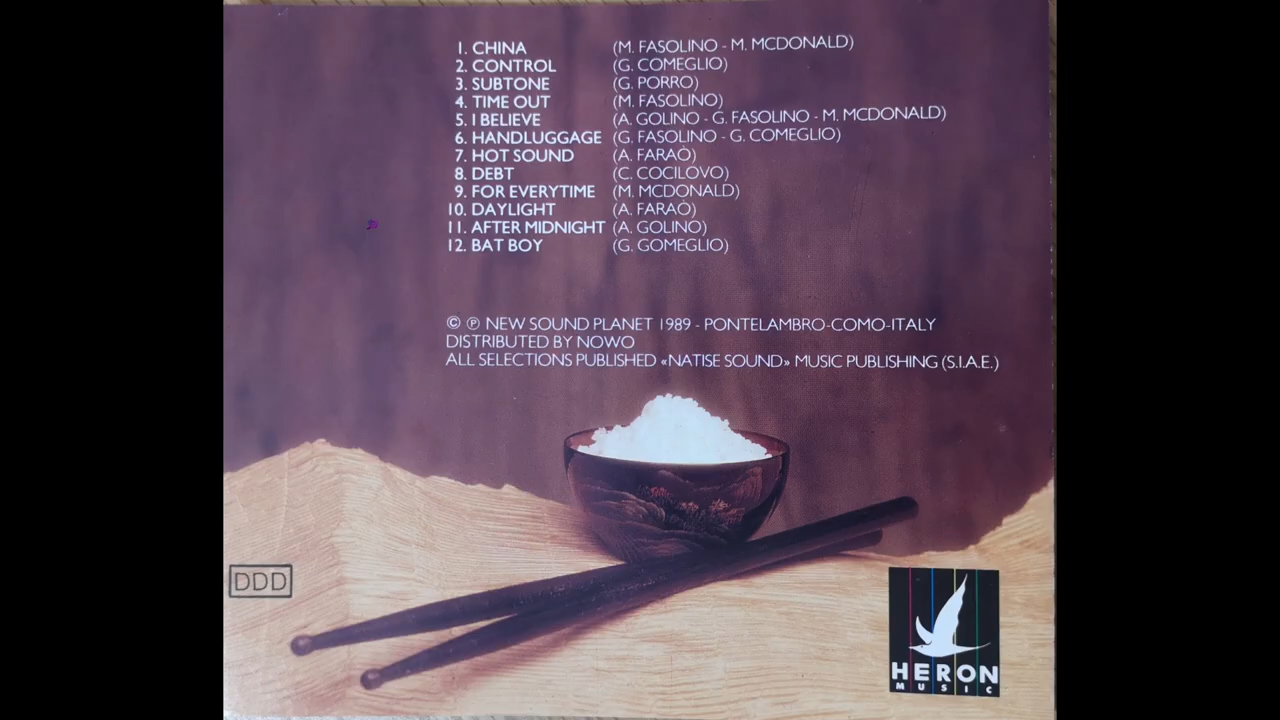 1. CHINA (M. FASOLINO - M. MCDONALD)
2. CONTROL (G. COMEGLIO)
3. SUBTONE (G. PORRO)
4. TIME OUT (M. FASOLINO)
5. I BELIEVE (A. GOLINO - G. FASOLINO - M. MCDONALD)
6. HANDLUGGAGE (G. FASOLINO - G. COMEGLIO)
7. HOT SOUND (A. FARAÒ)
8. DEBT (C. COCILOVO)
9. FOR EVERYTIME (M. MCDONALD)
10. DAYLIGHT (A. FARAÒ)
11. AFTER MIDNIGHT (A. GOLINO)
12. BAT BOY (G. GOMEGLIO)
© ℗ NEW SOUND PLANET 1989 - PONTELAMBRO-COMO-ITALY
DISTRIBUTED BY NOWO
ALL SELECTIONS PUBLISHED «NATISE SOUND» MUSIC PUBLISHING (S.I.A.E.)
DDD
HERON
MUSIC